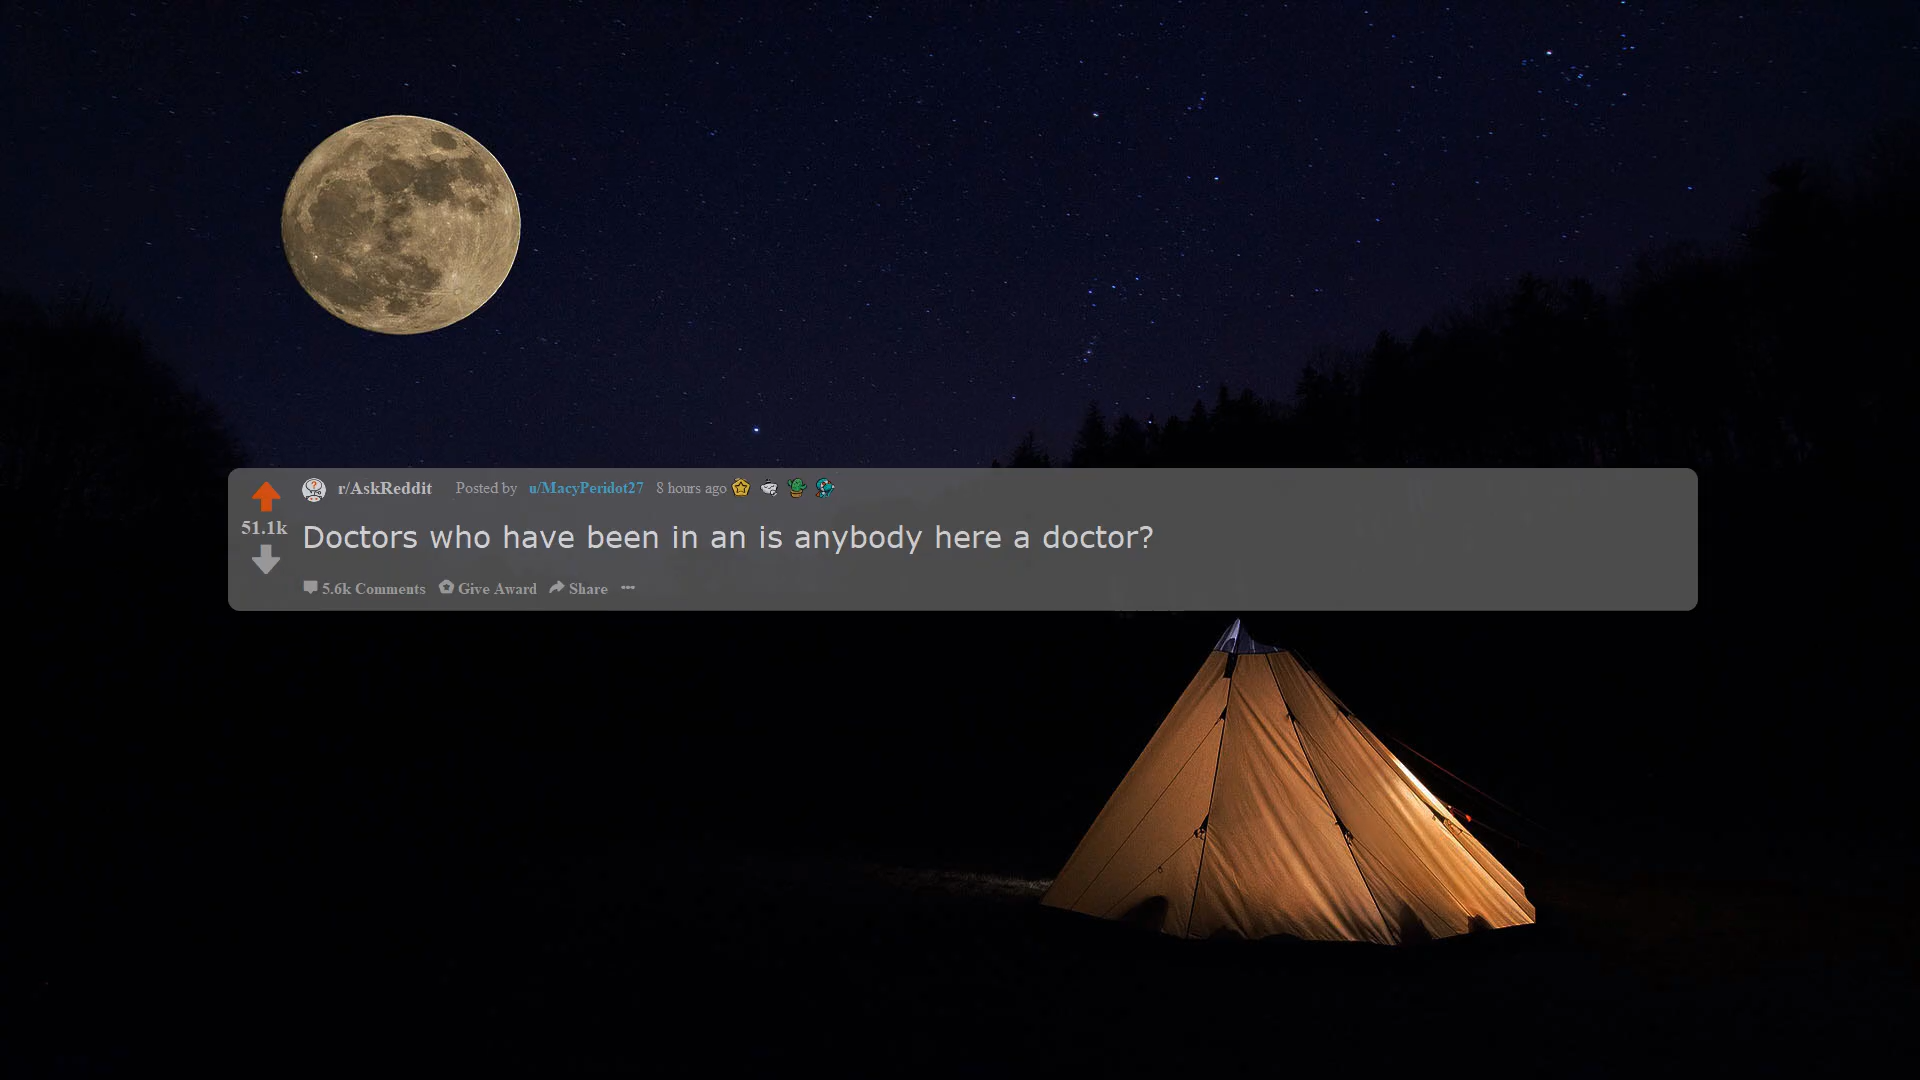 r/AskReddit Posted by u/MacyPeridot27 8 hours ago
51.1k
Doctors who have been in an is anybody here a doctor?
5.6k Comments Give Award Share ...